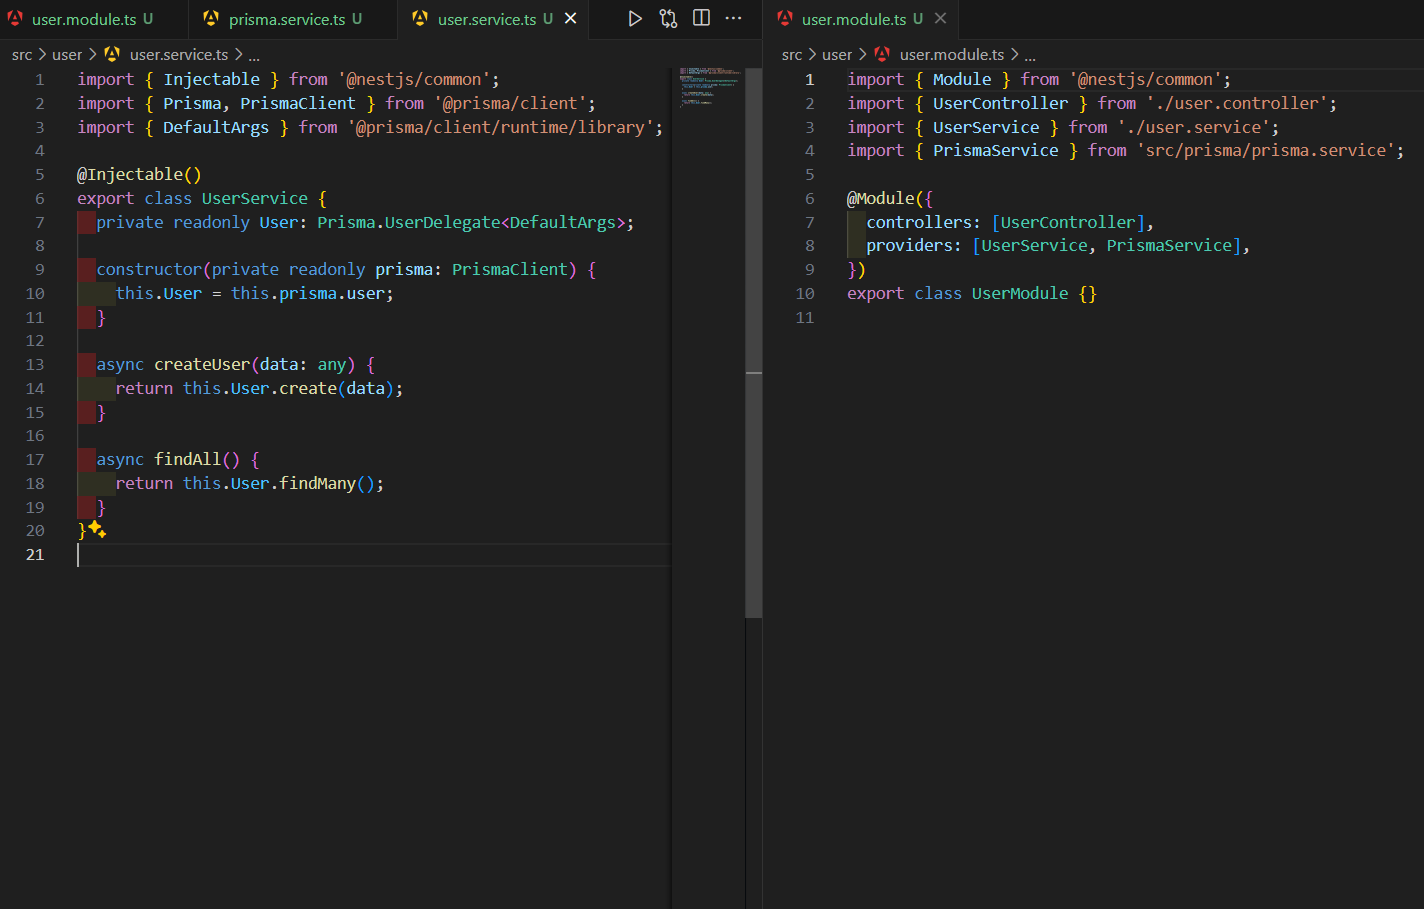 user.module.ts U
prisma.service.ts U
user.service.ts U
src > user > user.service.ts > ...
1 import { Injectable } from '@nestjs/common';
2 import { Prisma, PrismaClient } from '@prisma/client';
3 import { DefaultArgs } from '@prisma/client/runtime/library';
4
5 @Injectable()
6 export class UserService {
7   private readonly User: Prisma.UserDelegate<DefaultArgs>;
8
9   constructor(private readonly prisma: PrismaClient) {
10     this.User = this.prisma.user;
11   }
12
13   async createUser(data: any) {
14     return this.User.create(data);
15   }
16
17   async findAll() {
18     return this.User.findMany();
19   }
20 }
21
user.module.ts U
src > user > user.module.ts > ...
1 import { Module } from '@nestjs/common';
2 import { UserController } from './user.controller';
3 import { UserService } from './user.service';
4 import { PrismaService } from 'src/prisma/prisma.service';
5
6 @Module({
7   controllers: [UserController],
8   providers: [UserService, PrismaService],
9 })
10 export class UserModule {}
11